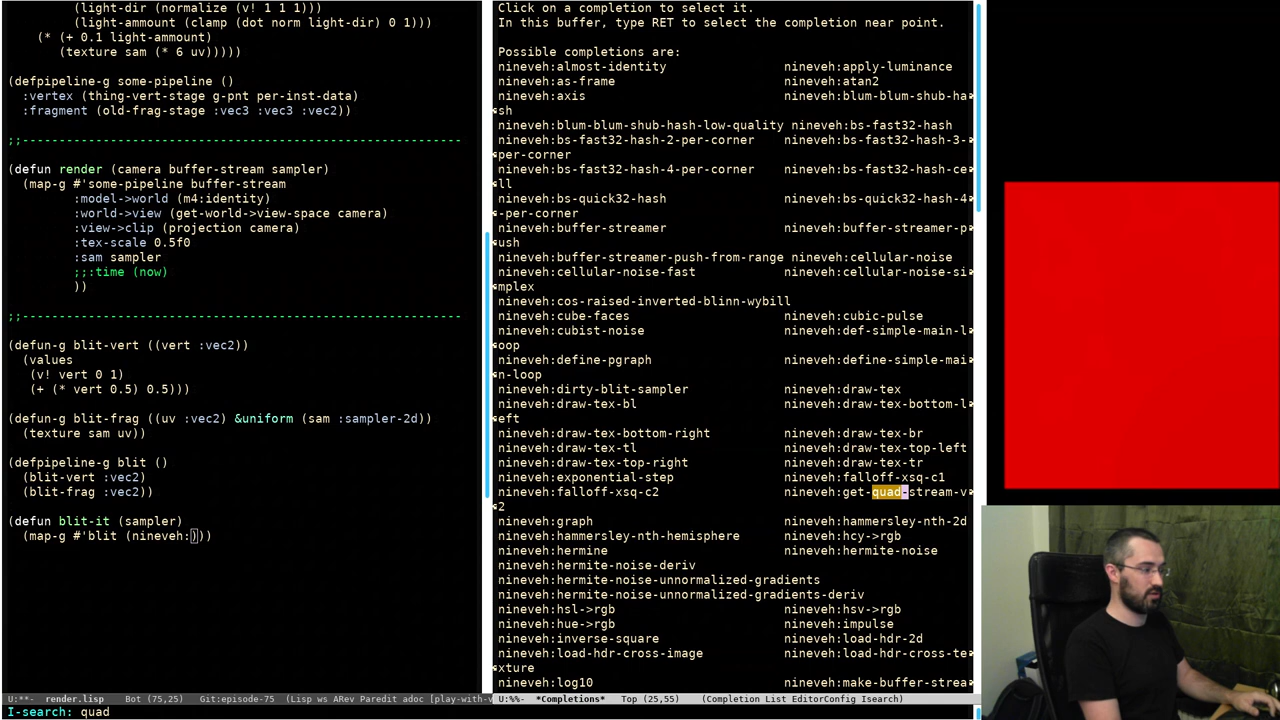 (light-dir (normalize (v! 1 1 1)))
(light-amount (clamp (dot norm light-dir) 0 1)))
(* (+ 0.1 light-amount)
(texture sam (* 6 uv)))))
(defpipeline-g some-pipeline ()
:vertex (thing-vert-stage g-pnt per-inst-data)
:fragment (old-frag-stage :vec3 :vec3 :vec2))
;;---------------------------------------------------------
(defun render (camera buffer-stream sampler)
(map-g #'some-pipeline buffer-stream
:model->world (m4:identity)
:world->view (get-world->view-space camera)
:view->clip (projection camera)
:tex-scale 0.5f0
:sam sampler
;;:time (now)
))
;;---------------------------------------------------------
(defun-g blit-vert ((vert :vec2))
(values
(v! vert 0 1)
(+ (* vert 0.5) 0.5)))
(defun-g blit-frag ((uv :vec2) &uniform (sam :sampler-2d))
(texture sam uv))
(defpipeline-g blit ()
(blit-vert :vec2)
(blit-frag :vec2))
(defun blit-it (sampler)
(map-g #'blit (nineveh:)))
U:**- render.lisp Bot (75,25) Git:episode-75 (Lisp ws ARev Paredit adoc [play-with-v
I-search: quad
Click on a completion to select it.
In this buffer, type RET to select the completion near point.
Possible completions are:
nineveh:almost-identity nineveh:apply-luminance
nineveh:as-frame nineveh:atan2
nineveh:axis nineveh:blum-blum-shub-ha
sh
nineveh:blum-blum-shub-hash-low-quality nineveh:bs-fast32-hash
nineveh:bs-fast32-hash-2-per-corner nineveh:bs-fast32-hash-3-
per-corner
nineveh:bs-fast32-hash-4-per-corner nineveh:bs-fast32-hash-ce
ll
nineveh:bs-quick32-hash nineveh:bs-quick32-hash-4
-per-corner
nineveh:buffer-streamer nineveh:buffer-streamer-p
ush
nineveh:buffer-streamer-push-from-range nineveh:cellular-noise
nineveh:cellular-noise-fast nineveh:cellular-noise-si
mplex
nineveh:cos-raised-inverted-blinn-wybill
nineveh:cube-faces nineveh:cubic-pulse
nineveh:cubist-noise nineveh:def-simple-main-l
oop
nineveh:define-pgraph nineveh:define-simple-mai
n-loop
nineveh:dirty-blit-sampler nineveh:draw-tex
nineveh:draw-tex-bl nineveh:draw-tex-bottom-l
eft
nineveh:draw-tex-bottom-right nineveh:draw-tex-br
nineveh:draw-tex-tl nineveh:draw-tex-top-left
nineveh:draw-tex-top-right nineveh:draw-tex-tr
nineveh:exponential-step nineveh:falloff-xsq-c1
nineveh:falloff-xsq-c2 nineveh:get-quad-stream-v
2
nineveh:graph nineveh:hammersley-nth-2d
nineveh:hammersley-nth-hemisphere nineveh:hcy->rgb
nineveh:hermine nineveh:hermite-noise
nineveh:hermite-noise-deriv
nineveh:hermite-noise-unnormalized-gradients
nineveh:hermite-noise-unnormalized-gradients-deriv
nineveh:hsl->rgb nineveh:hsv->rgb
nineveh:hue->rgb nineveh:impulse
nineveh:inverse-square nineveh:load-hdr-2d
nineveh:load-hdr-cross-image nineveh:load-hdr-cross-te
xture
nineveh:log10 nineveh:make-buffer-strea
U:%%- *Completions* Top (25,55) (Completion List EditorConfig Isearch)